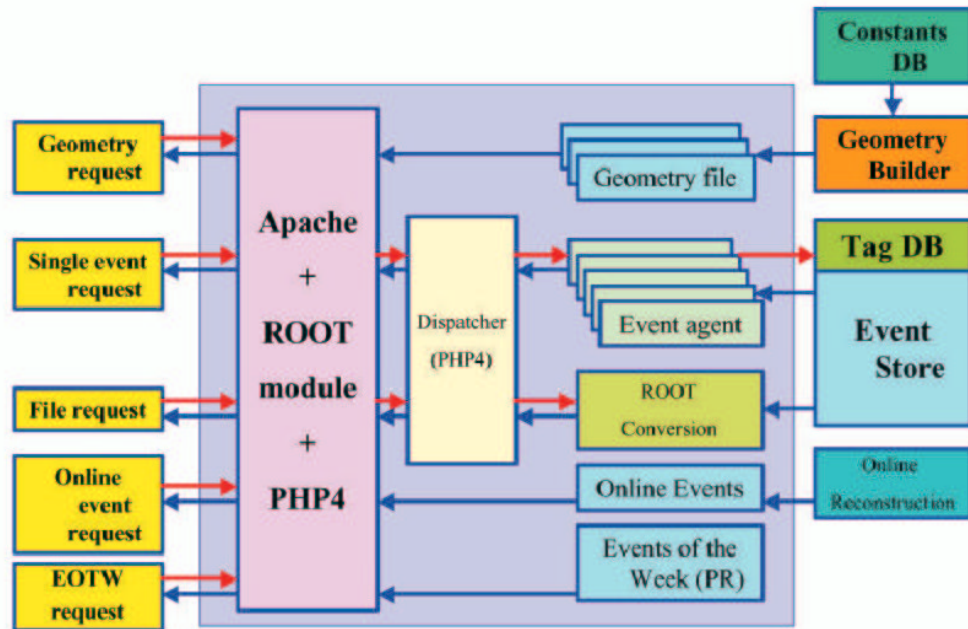 Constants
DB
Geometry
request
Geometry file
Geometry
Builder
Apache
+
ROOT
module
+
PHP4
Single event
request
Dispatcher
(PHP4)
Event agent
Tag DB
Event
Store
File request
ROOT
Conversion
Online
event
request
Online Events
Online
Reconstruction
Events of the
Week (PR)
EOTW
request